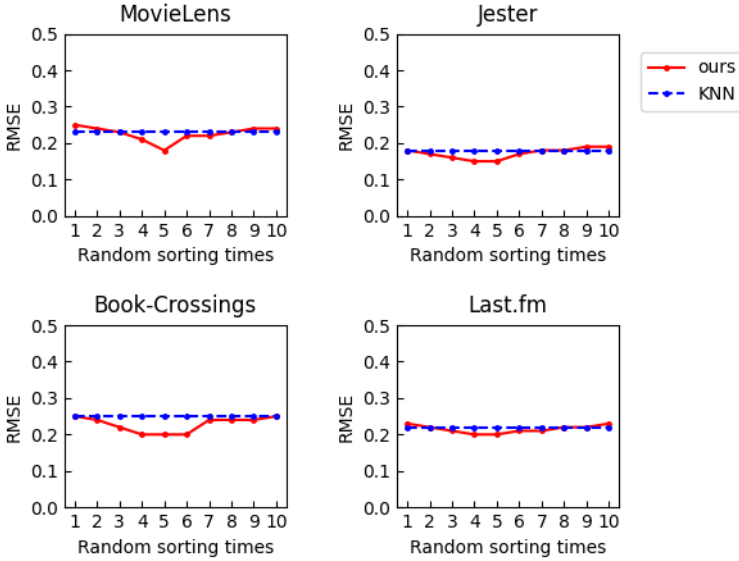 MovieLens
0.5
0.4
0.3
0.2
0.1
0.0
RMSE
1 2 3 4 5 6 7 8 9 10
Random sorting times
Jester
0.5
0.4
0.3
0.2
0.1
0.0
RMSE
1 2 3 4 5 6 7 8 9 10
Random sorting times
ours
KNN
Book-Crossings
0.5
0.4
0.3
0.2
0.1
0.0
RMSE
1 2 3 4 5 6 7 8 9 10
Random sorting times
Last.fm
0.5
0.4
0.3
0.2
0.1
0.0
RMSE
1 2 3 4 5 6 7 8 9 10
Random sorting times